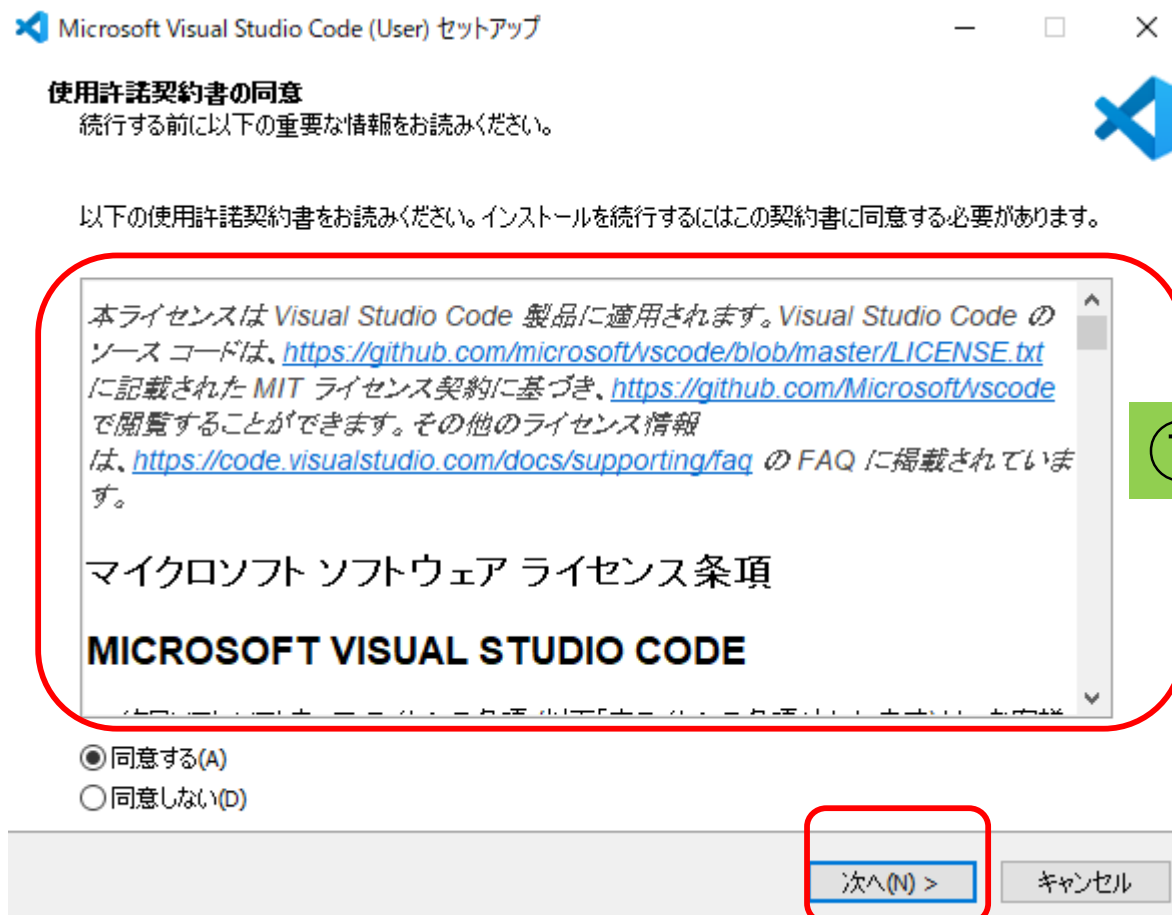 Microsoft Visual Studio Code (User) セットアップ
使用許諾契約書の同意
続行する前に以下の重要な情報をお読みください。
以下の使用許諾契約書をお読みください。インストールを続行するにはこの契約書に同意する必要があります。
本ライセンスは Visual Studio Code 製品に適用されます。Visual Studio Code の
ソース コードは、https://github.com/microsoft/vscode/blob/master/LICENSE.txt
に記載された MIT ライセンス契約に基づき、https://github.com/Microsoft/vscode
で閲覧することができます。その他のライセンス情報
は、https://code.visualstudio.com/docs/supporting/faq の FAQ に掲載されていま
す。
マイクロソフト ソフトウェア ライセンス条項
MICROSOFT VISUAL STUDIO CODE
同意する(A)
同意しない(D)
次へ(N) >
キャンセル